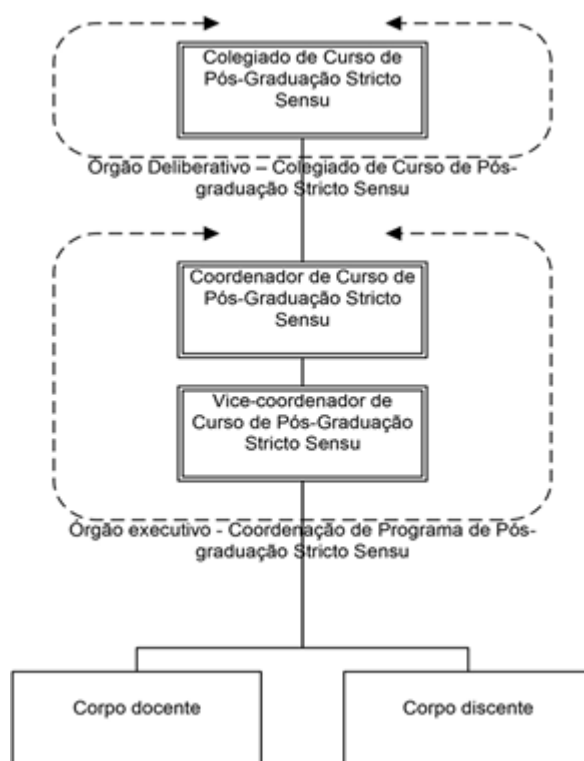 Colegiado de Curso de
Pós-Graduação Stricto
Sensu
Órgão Deliberativo – Colegiado de Curso de Pós-
graduação Stricto Sensu
Coordenador de Curso de
Pós-Graduação Stricto
Sensu
Vice-coordenador de
Curso de Pós-Graduação
Stricto Sensu
Órgão executivo - Coordenação de Programa de Pós-
graduação Stricto Sensu
Corpo docente
Corpo discente